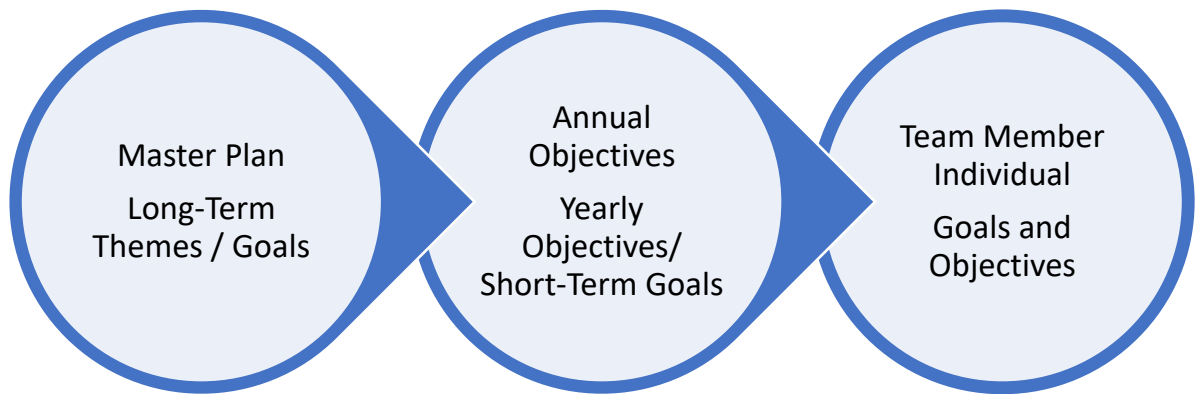 Master Plan
Long-Term
Themes / Goals
Annual
Objectives
Yearly
Objectives/
Short-Term Goals
Team Member
Individual
Goals and
Objectives